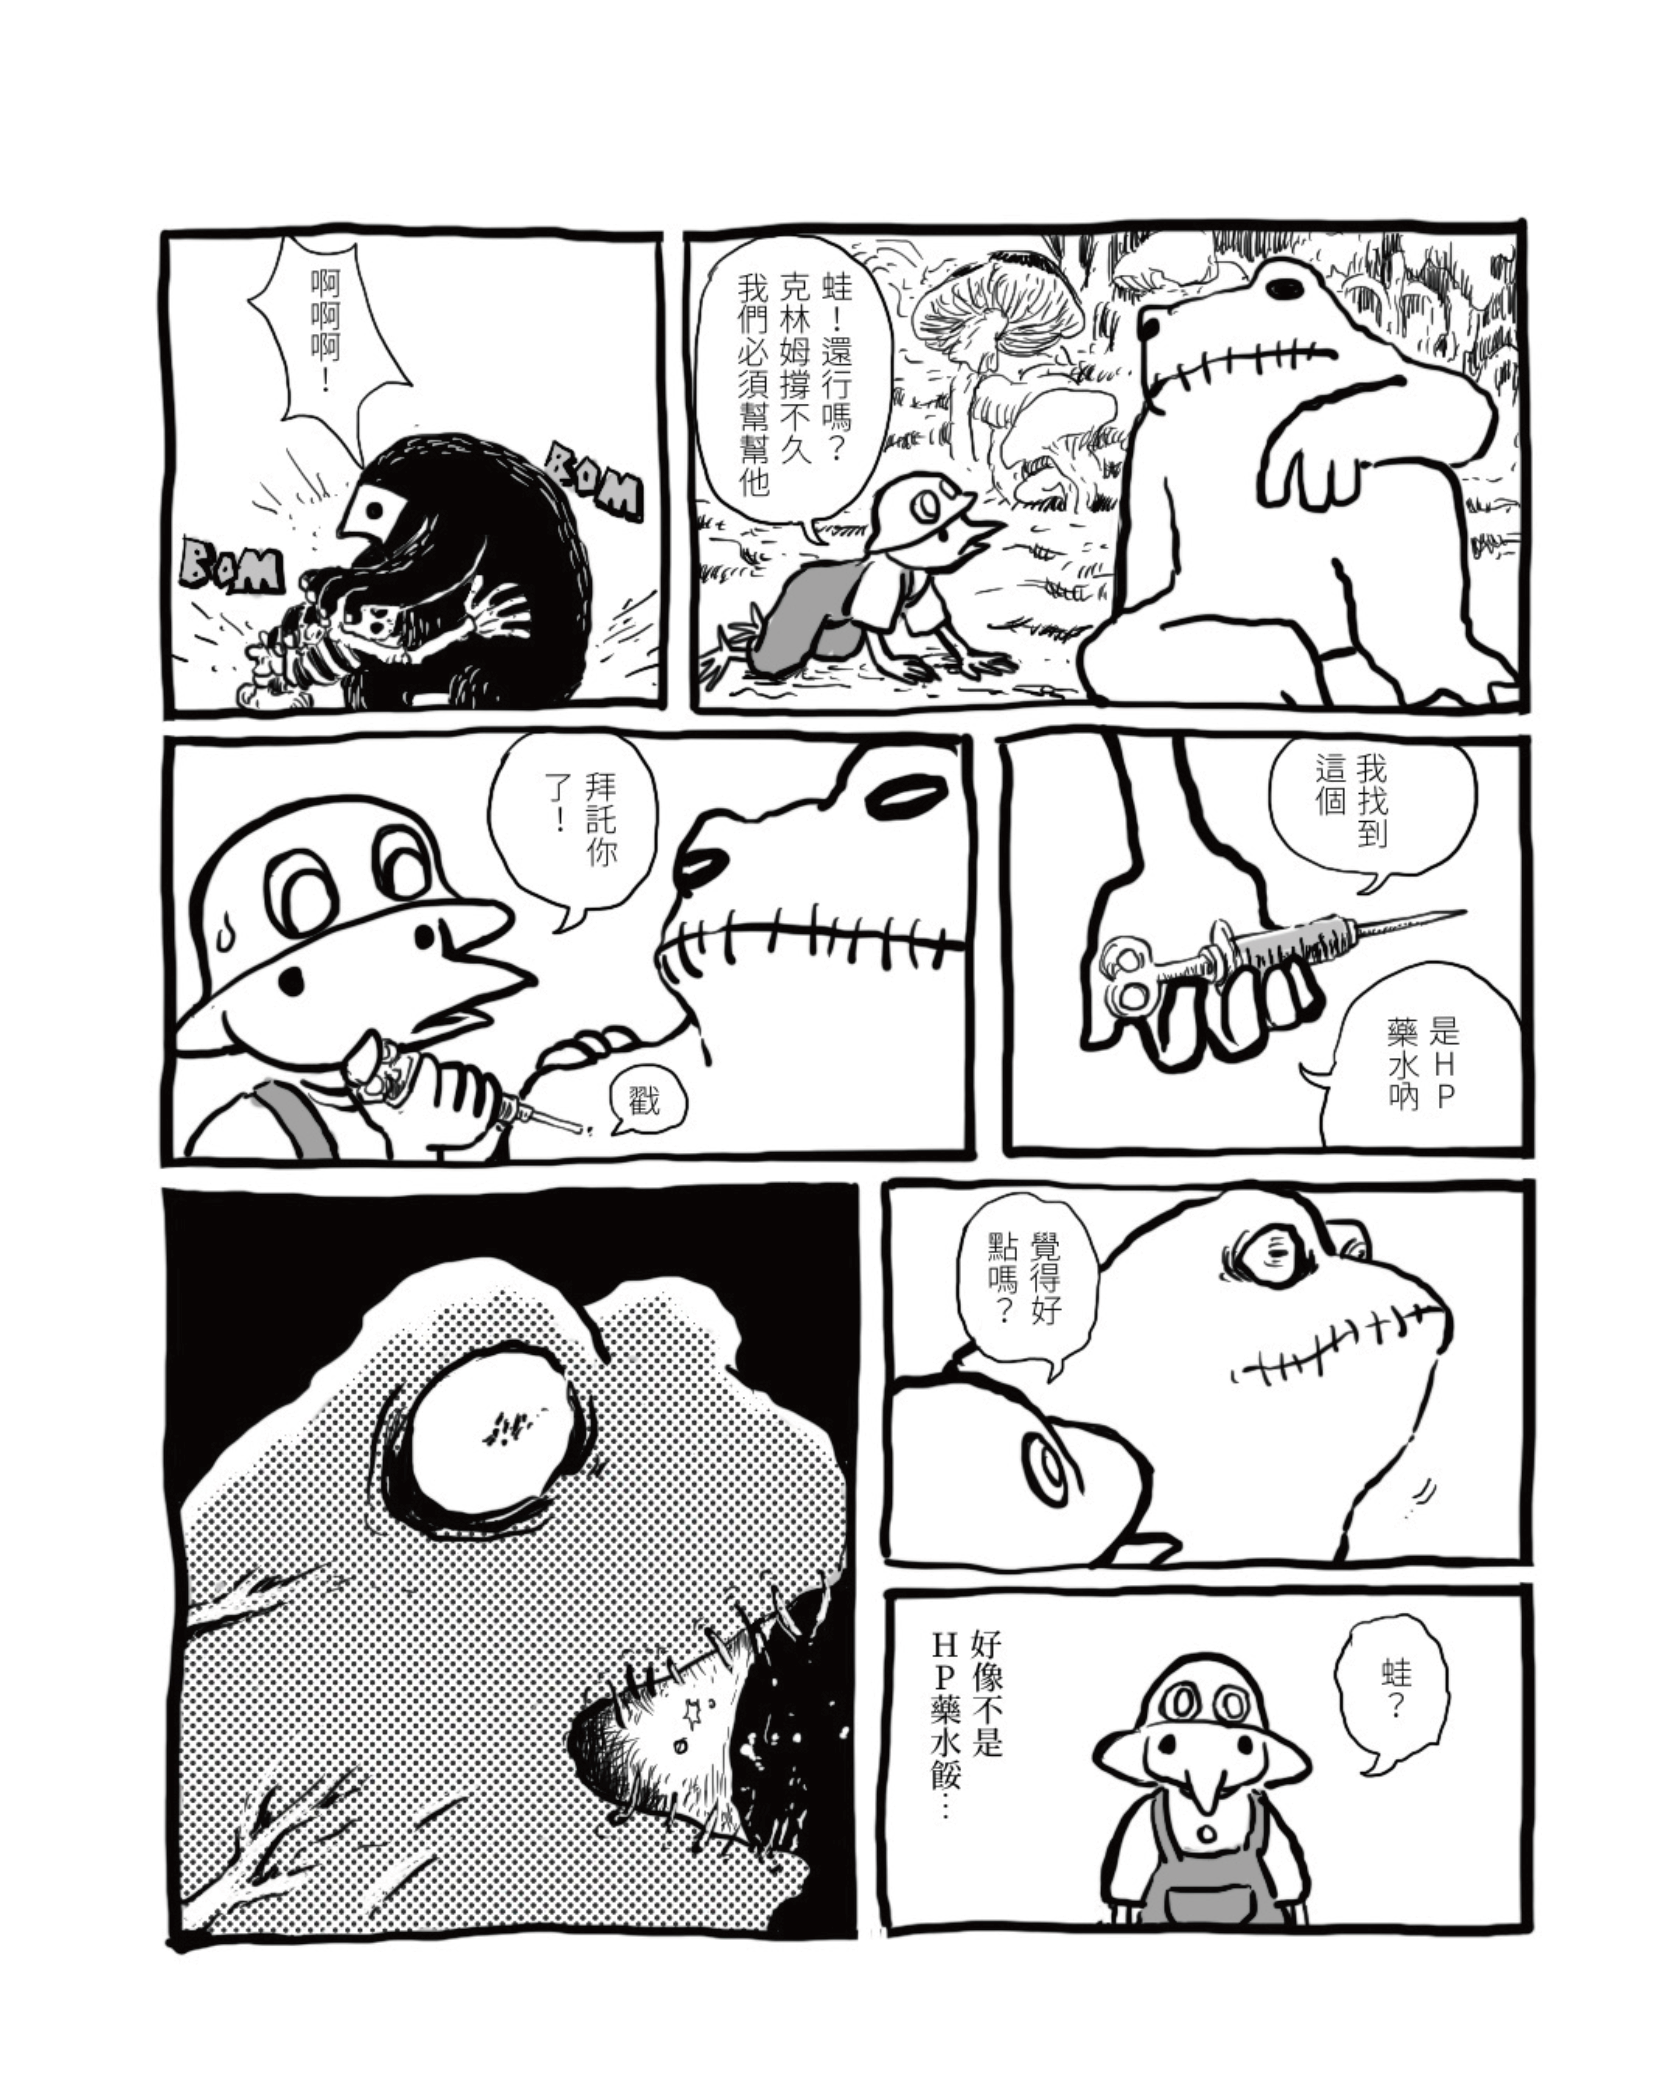 蛙！還行嗎？
克林姆撐不久
我們必須幫幫他
啊啊啊！
BOM
BOM
我找到
這個
是HP
藥水吶
拜託你
了！
戳
覺得好
點嗎？
蛙？
好像不是
HP藥水餒…